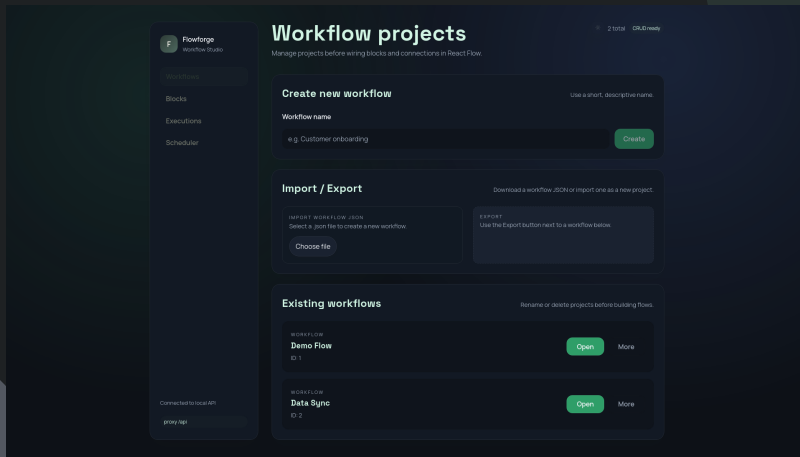 F
Flowforge
Workflow Studio
Workflows
Blocks
Executions
Scheduler
Connected to local API
proxy /api
Workflow projects
Manage projects before wiring blocks and connections in React Flow.
2 total
CRUD ready
Create new workflow
Use a short, descriptive name.
Workflow name
e.g. Customer onboarding
Create
Import / Export
Download a workflow JSON or import one as a new project.
IMPORT WORKFLOW JSON
Select a .json file to create a new workflow.
Choose file
EXPORT
Use the Export button next to a workflow below.
Existing workflows
Rename or delete projects before building flows.
WORKFLOW
Demo Flow
ID: 1
Open
More
WORKFLOW
Data Sync
ID: 2
Open
More